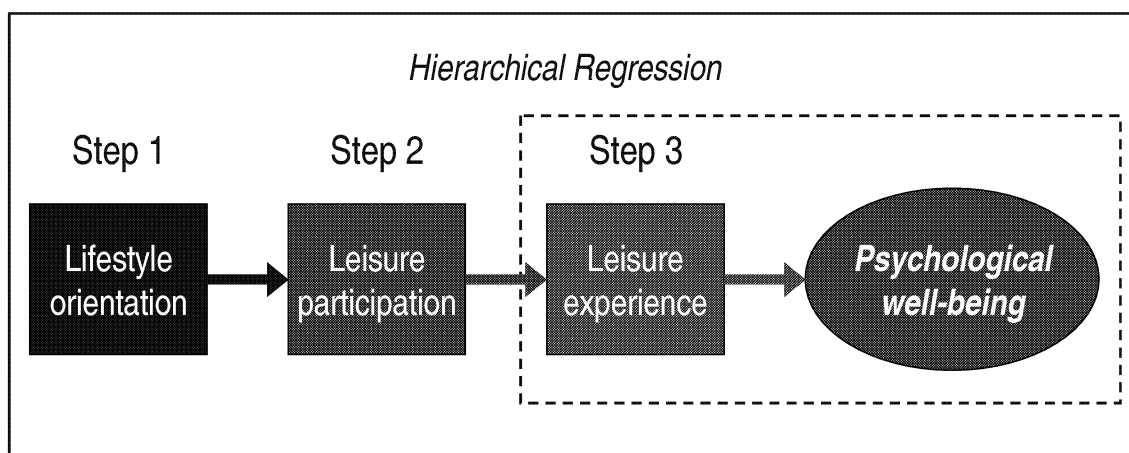 Hierarchical Regression
Step 1
Step 2
Step 3
Lifestyle
orientation
Leisure
participation
Leisure
experience
Psychological
well-being